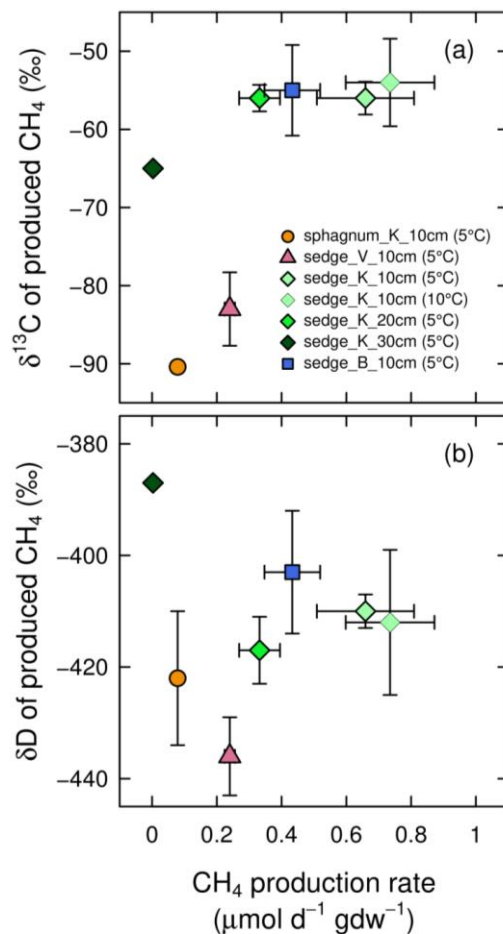 (a)
δ¹³C of produced CH₄ (‰)
−50
−60
−70
−80
−90
sphagnum_K_10cm (5°C)
sedge_V_10cm (5°C)
sedge_K_10cm (5°C)
sedge_K_10cm (10°C)
sedge_K_20cm (5°C)
sedge_K_30cm (5°C)
sedge_B_10cm (5°C)
(b)
δD of produced CH₄ (‰)
−380
−400
−420
−440
0 0.2 0.4 0.6 0.8 1
CH₄ production rate
(μmol d⁻¹ gdw⁻¹)